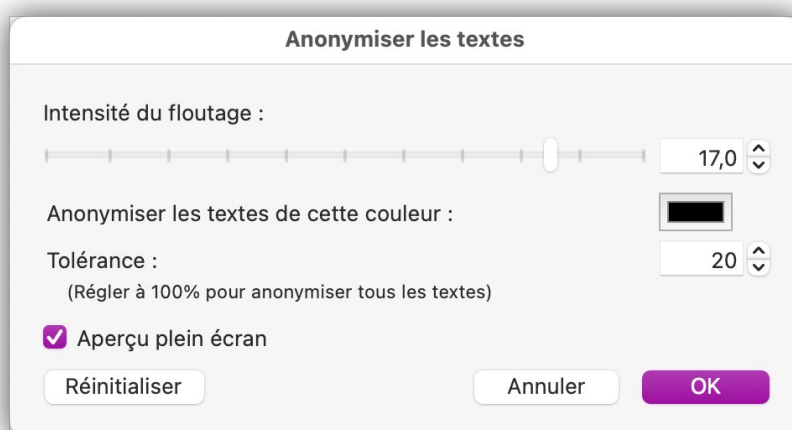 Anonymiser les textes
Intensité du floutage :
17,0
Anonymiser les textes de cette couleur :
Tolérance :
20
(Régler à 100% pour anonymiser tous les textes)
Aperçu plein écran
Réinitialiser
Annuler
OK